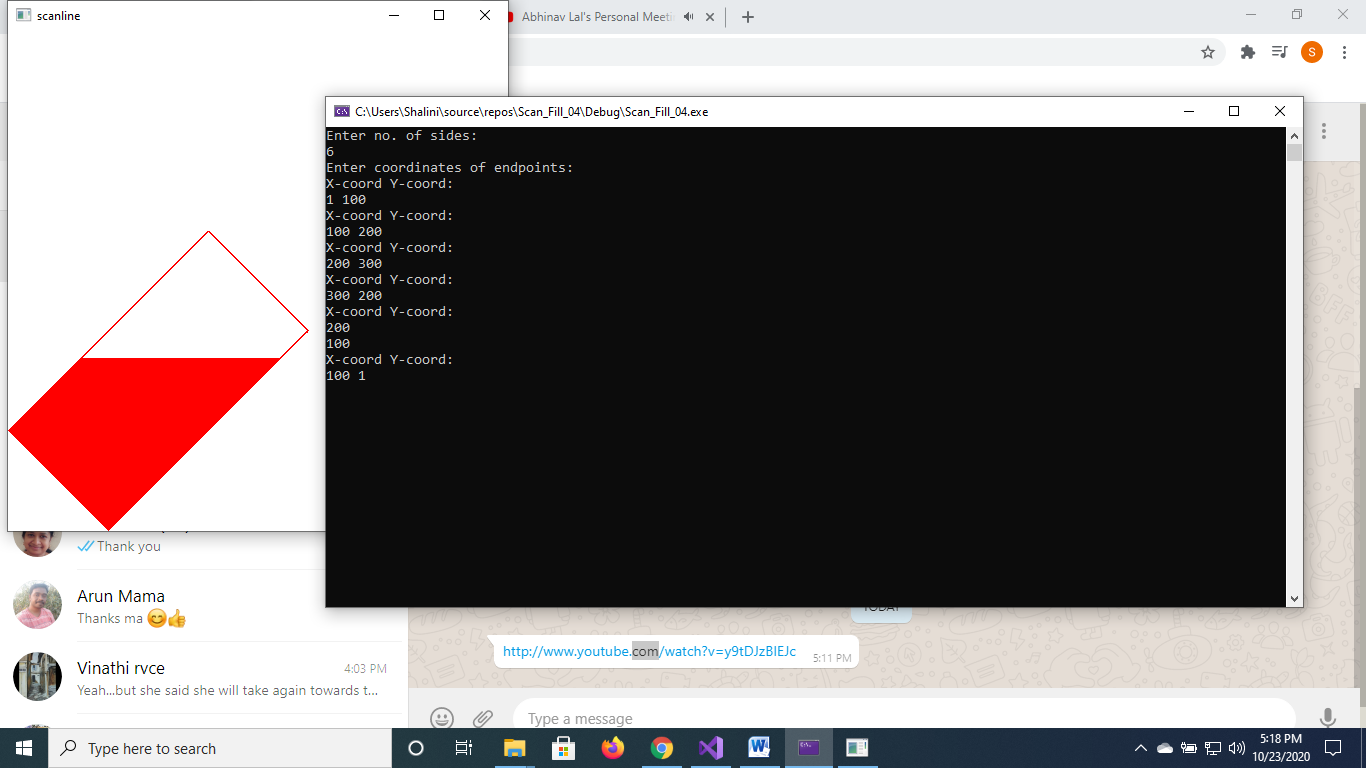 scanline
Abhinav Lal's Personal Meeti
S
C:\Users\Shalini\source\repos\Scan_Fill_04\Debug\Scan_Fill_04.exe
Enter no. of sides:
6
Enter coordinates of endpoints:
X-coord Y-coord:
1 100
X-coord Y-coord:
100 200
X-coord Y-coord:
200 300
X-coord Y-coord:
300 200
X-coord Y-coord:
200
100
X-coord Y-coord:
100 1
Thank you
Arun Mama
Thanks ma 😊👍
Vinathi rvce 4:03 PM
Yeah...but she said she will take again towards t...
TODAY
http://www.youtube.com/watch?v=y9tDJzBIEJc 5:11 PM
Type a message
Type here to search
5:18 PM
10/23/2020